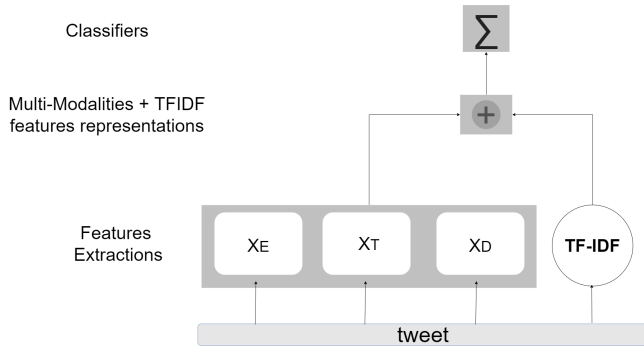 Classifiers
∑
Multi-Modalities + TFIDF
features representations
+
Features
Extractions
XE
XT
XD
TF-IDF
tweet